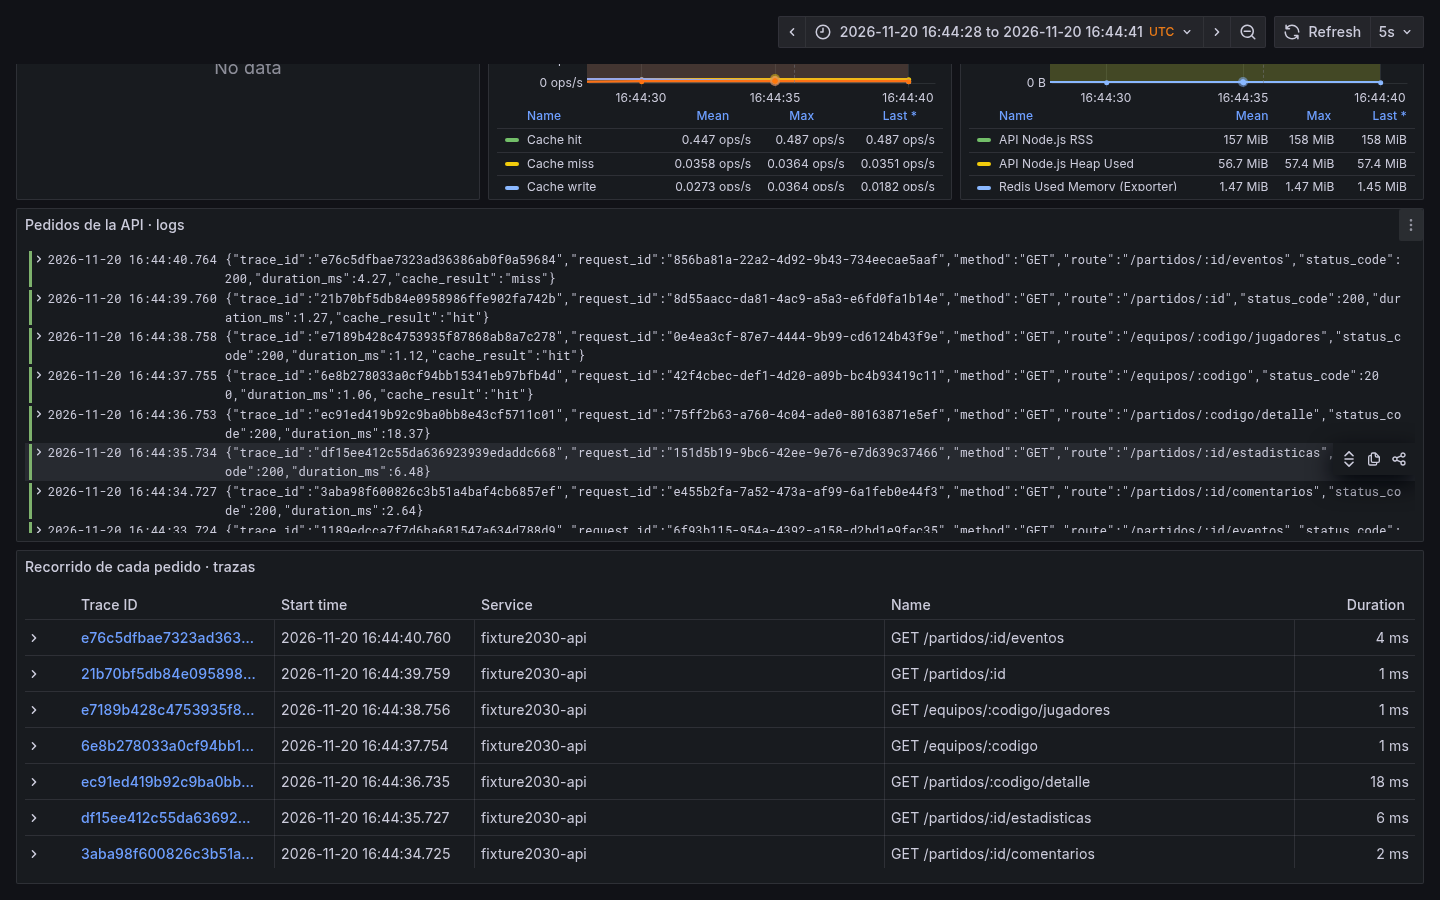 2026-11-20 16:44:28 to 2026-11-20 16:44:41 UTC
Refresh 5s
No data
0 ops/s
16:44:30 16:44:35 16:44:40
Name Mean Max Last *
Cache hit 0.447 ops/s 0.487 ops/s 0.487 ops/s
Cache miss 0.0358 ops/s 0.0364 ops/s 0.0351 ops/s
Cache write 0.0273 ops/s 0.0364 ops/s 0.0182 ops/s
0 B
16:44:30 16:44:35 16:44:40
Name Mean Max Last *
API Node.js RSS 157 MiB 158 MiB 158 MiB
API Node.js Heap Used 56.7 MiB 57.4 MiB 57.4 MiB
Redis Used Memory (Exporter) 1.47 MiB 1.47 MiB 1.45 MiB
Pedidos de la API · logs
2026-11-20 16:44:40.764 {"trace_id":"e76c5dfbae7323ad36386ab0f0a59684","request_id":"856ba81a-22a2-4d92-9b43-734eecae5aaf","method":"GET","route":"/partidos/:id/eventos","status_code":
200,"duration_ms":4.27,"cache_result":"miss"}
2026-11-20 16:44:39.760 {"trace_id":"21b70bf5db84e0958986ffe902fa742b","request_id":"8d55aacc-da81-4ac9-a5a3-e6fd0fa1b14e","method":"GET","route":"/partidos/:id","status_code":200,"dur
ation_ms":1.27,"cache_result":"hit"}
2026-11-20 16:44:38.758 {"trace_id":"e7189b428c4753935f87868ab8a7c278","request_id":"0e4ea3cf-87e7-4444-9b99-cd6124b43f9e","method":"GET","route":"/equipos/:codigo/jugadores","status_c
ode":200,"duration_ms":1.12,"cache_result":"hit"}
2026-11-20 16:44:37.755 {"trace_id":"6e8b278033a0cf94bb15341eb97bfb4d","request_id":"42f4cbec-def1-4d20-a09b-bc4b93419c11","method":"GET","route":"/equipos/:codigo","status_code":20
0,"duration_ms":1.06,"cache_result":"hit"}
2026-11-20 16:44:36.753 {"trace_id":"ec91ed419b92c9ba0bb8e43cf5711c01","request_id":"75ff2b63-a760-4c04-ade0-80163871e5ef","method":"GET","route":"/partidos/:codigo/detalle","status_co
de":200,"duration_ms":18.37}
2026-11-20 16:44:35.734 {"trace_id":"df15ee412c55da636923939edaddc668","request_id":"151d5b19-9bc6-42ee-9e76-e7d639c37466","method":"GET","route":"/partidos/:id/estadisticas",
ode":200,"duration_ms":6.48}
2026-11-20 16:44:34.727 {"trace_id":"3aba98f600826c3b51a4baf4cb6857ef","request_id":"e455b2fa-7a52-473a-af99-6a1feb0e44f3","method":"GET","route":"/partidos/:id/comentarios","status_co
de":200,"duration_ms":2.64}
2026-11-20 16:44:33.724 {"trace_id":"1189edcca7f7d6ba681547a634d788d9","request_id":"6f93b115-954a-4392-a158-d2bd1e9fac35","method":"GET","route":"/partidos/:id/eventos","status_code":
Recorrido de cada pedido · trazas
Trace ID Start time Service Name Duration
e76c5dfbae7323ad363... 2026-11-20 16:44:40.760 fixture2030-api GET /partidos/:id/eventos 4 ms
21b70bf5db84e095898... 2026-11-20 16:44:39.759 fixture2030-api GET /partidos/:id 1 ms
e7189b428c4753935f8... 2026-11-20 16:44:38.756 fixture2030-api GET /equipos/:codigo/jugadores 1 ms
6e8b278033a0cf94bb1... 2026-11-20 16:44:37.754 fixture2030-api GET /equipos/:codigo 1 ms
ec91ed419b92c9ba0bb... 2026-11-20 16:44:36.735 fixture2030-api GET /partidos/:codigo/detalle 18 ms
df15ee412c55da63692... 2026-11-20 16:44:35.727 fixture2030-api GET /partidos/:id/estadisticas 6 ms
3aba98f600826c3b51a... 2026-11-20 16:44:34.725 fixture2030-api GET /partidos/:id/comentarios 2 ms